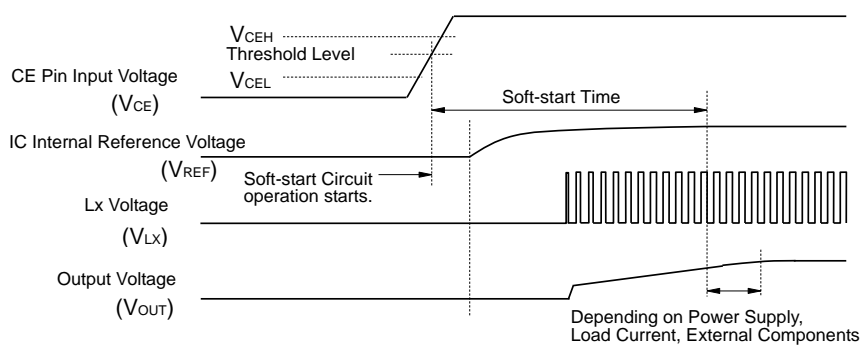 VCEH
Threshold Level
CE Pin Input Voltage
VCEL
(VCE)
Soft-start Time
IC Internal Reference Voltage
(VREF)
Soft-start Circuit
operation starts.
Lx Voltage
(VLX)
Output Voltage
(VOUT)
Depending on Power Supply,
Load Current, External Components